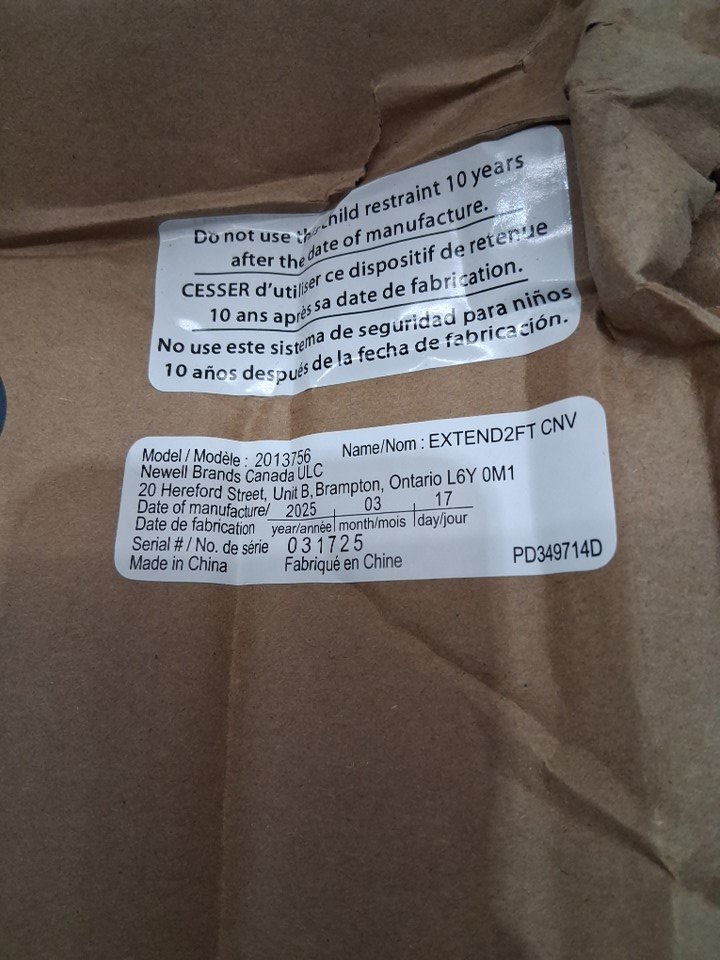 Do not use this child restraint 10 years
after the date of manufacture.
CESSER d'utiliser ce dispositif de retenue
10 ans après sa date de fabrication.
No use este sistema de seguridad para niños
10 años después de la fecha de fabricación.
Model / Modèle : 2013756 Name/Nom : EXTEND2FT CNV
Newell Brands Canada ULC
20 Hereford Street, Unit B, Brampton, Ontario L6Y 0M1
Date of manufacture/ 2025 03 17
Date de fabrication year/année month/mois day/jour
Serial # / No. de série 031725
Made in China Fabriqué en Chine PD349714D